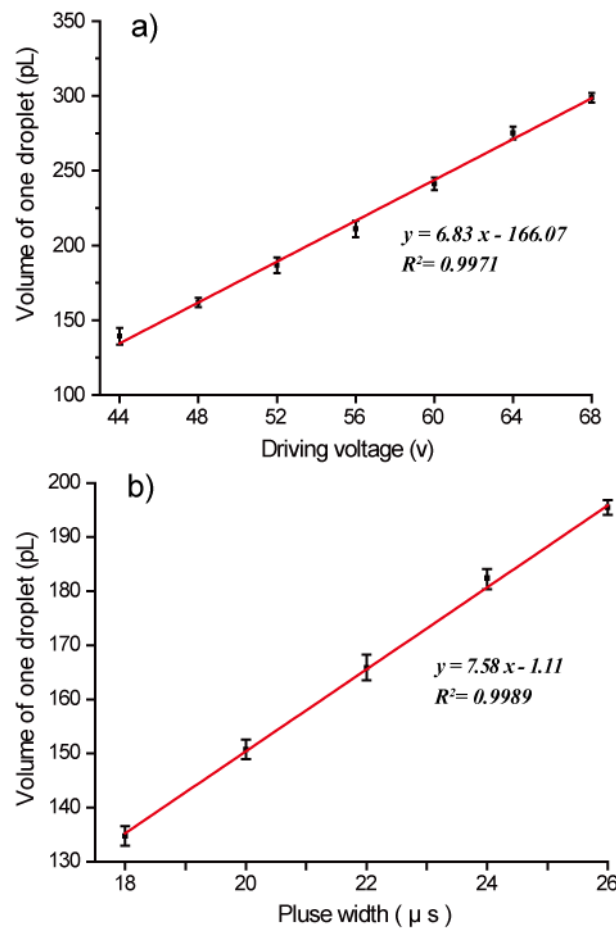 a)
350
300
250
200
150
100
Volume of one droplet (pL)
y = 6.83 x - 166.07
R²= 0.9971
44 48 52 56 60 64 68
Driving voltage (v)
b)
200
190
180
170
160
150
140
130
Volume of one droplet (pL)
y = 7.58 x - 1.11
R²= 0.9989
18 20 22 24 26
Pluse width ( μ s )